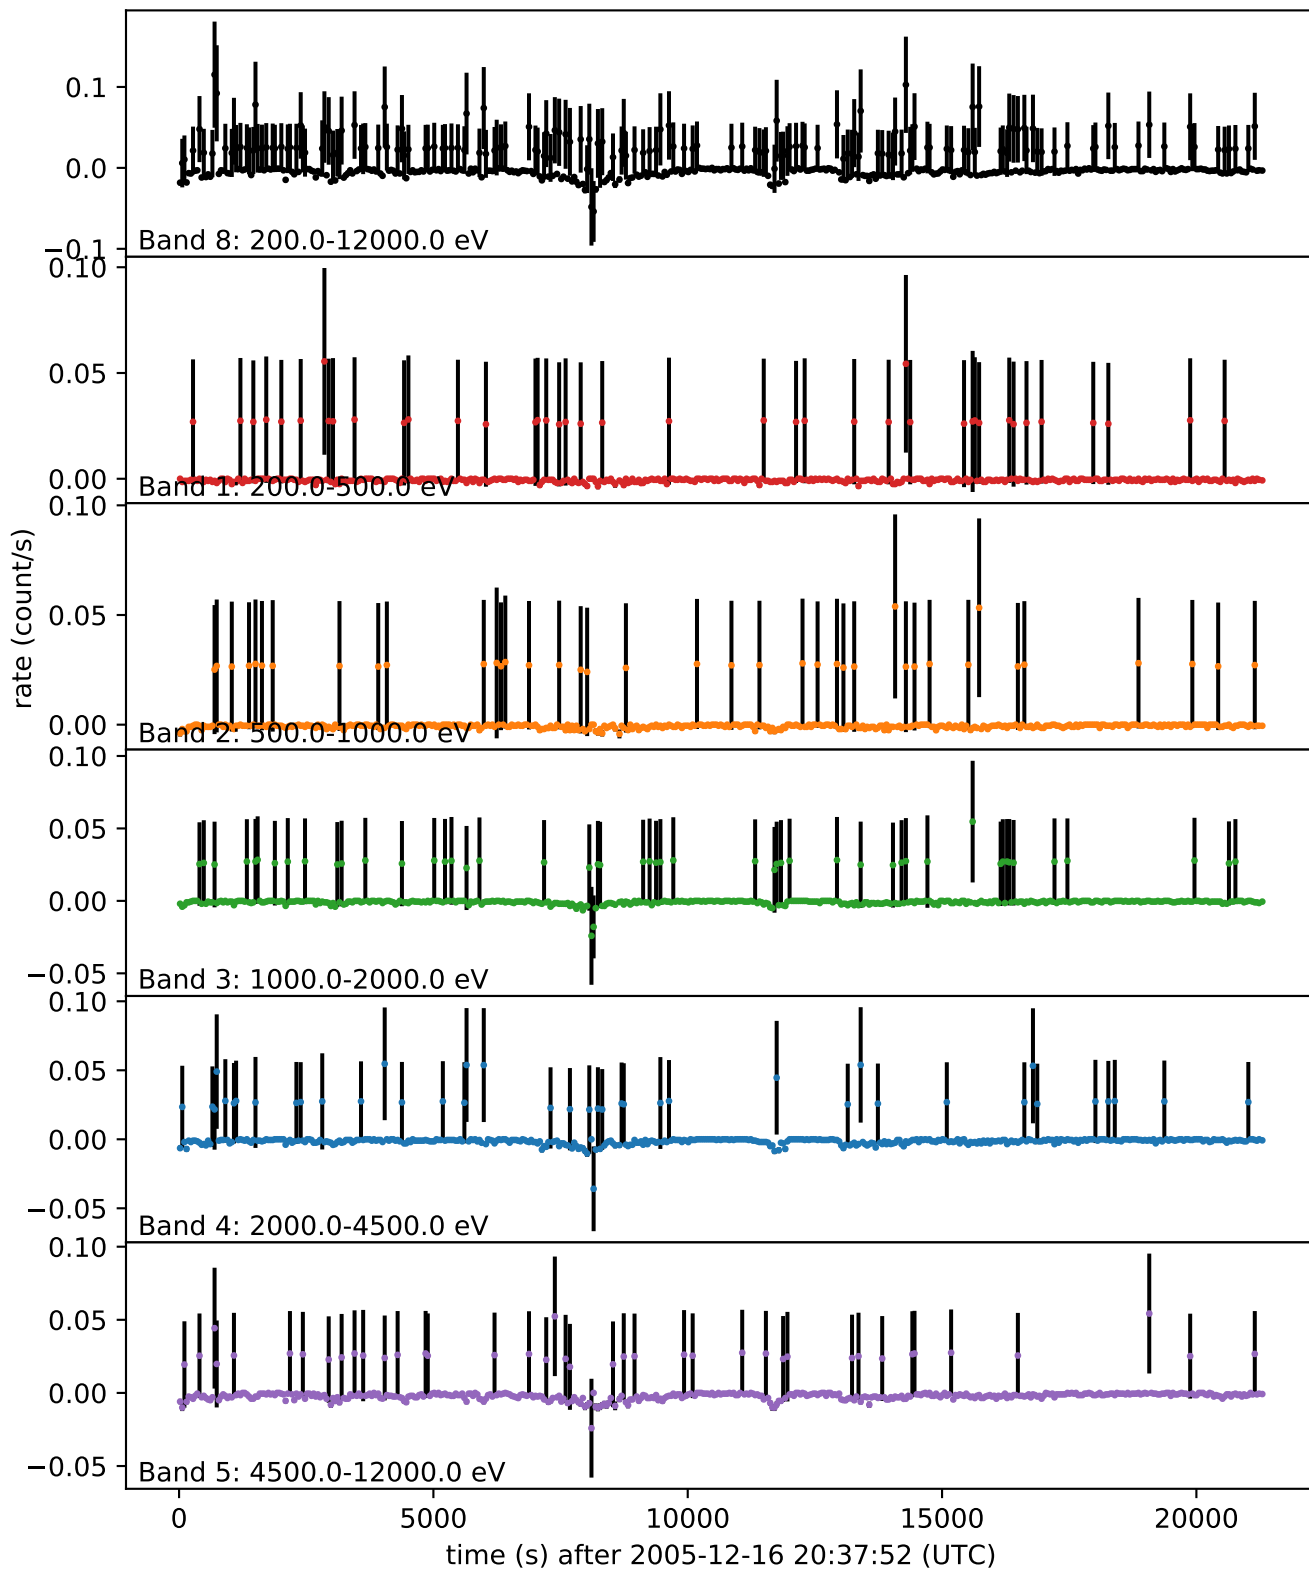 0.1
0.0
−0.1
Band 8: 200.0-12000.0 eV
0.10
0.05
0.00
Band 1: 200.0-500.0 eV
0.10
0.05
0.00
Band 2: 500.0-1000.0 eV
rate (count/s)
0.10
0.05
0.00
−0.05
Band 3: 1000.0-2000.0 eV
0.10
0.05
0.00
−0.05
Band 4: 2000.0-4500.0 eV
0.10
0.05
0.00
−0.05
Band 5: 4500.0-12000.0 eV
0 5000 10000 15000 20000
time (s) after 2005-12-16 20:37:52 (UTC)